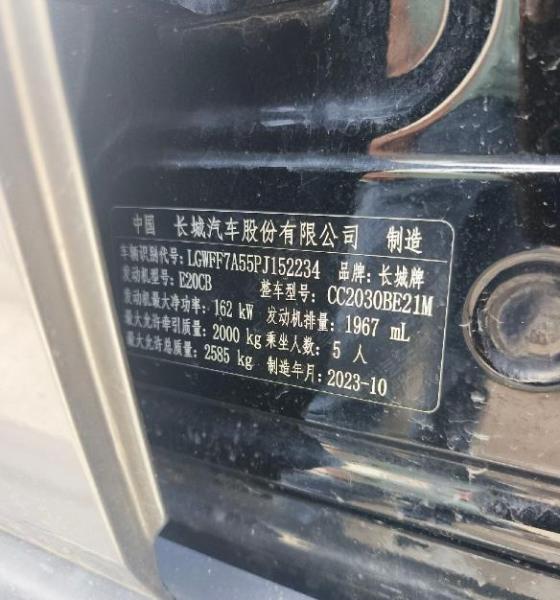 中国 长城汽车股份有限公司 制造
车辆识别代号: LGWFF7A55PJ152234 品牌: 长城牌
发动机型号: E20CB 整车型号: CC2030BE21M
发动机最大净功率: 162 kW 发动机排量: 1967 mL
最大允许牵引质量: 2000 kg 乘坐人数: 5 人
最大允许总质量: 2585 kg 制造年月: 2023-10